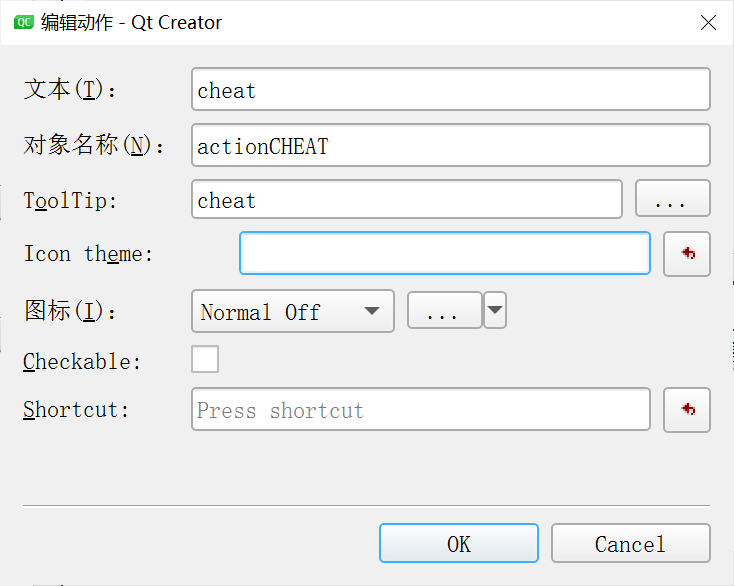 QC 编辑动作 - Qt Creator
文本(T): cheat
对象名称(N): actionCHEAT
ToolTip: cheat ...
Icon theme:
图标(I): Normal Off ...
Checkable:
Shortcut: Press shortcut
OK Cancel